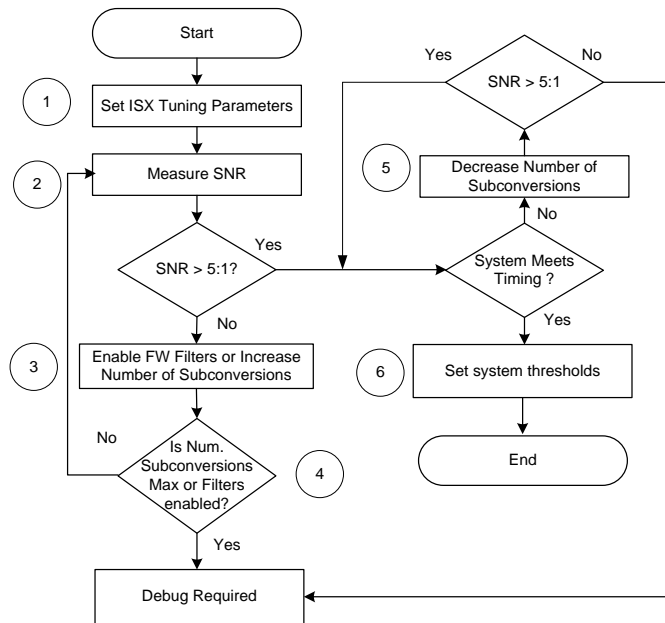 Start
1
Set ISX Tuning Parameters
2
Measure SNR
SNR > 5:1?
Yes
No
3
Enable FW Filters or Increase
Number of Subconversions
No
Is Num.
Subconversions
Max or Filters
enabled?
4
Yes
Debug Required
Yes
No
SNR > 5:1
5
Decrease Number of
Subconversions
No
System Meets
Timing ?
Yes
6
Set system thresholds
End